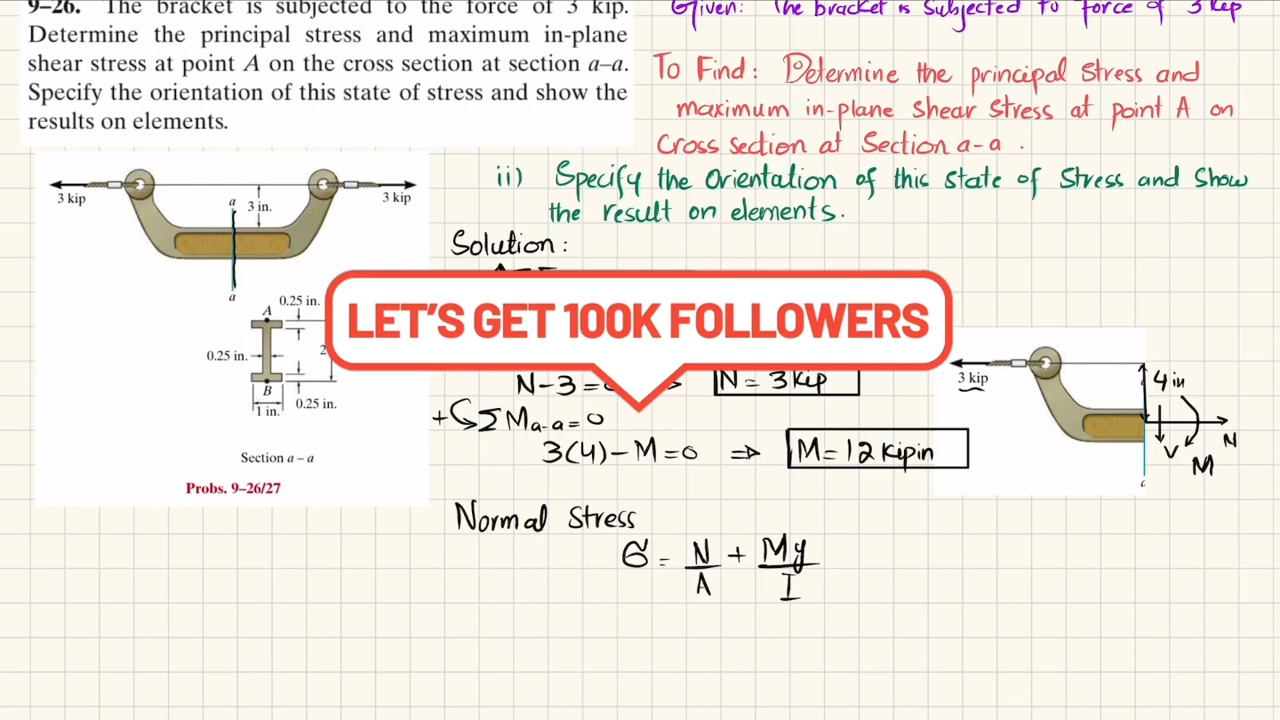 9–26. The bracket is subjected to the force of 3 kip.
Determine the principal stress and maximum in-plane
shear stress at point A on the cross section at section a–a.
Specify the orientation of this state of stress and show the
results on elements.
Given: The bracket is Subjected to force of 3 kip
To Find: Determine the principal Stress and
maximum in-plane shear stress at point A on
Cross section at Section a-a .
ii) Specify the Orientation of this state of Stress and Show
the result on elements.
3 kip
a
3 in.
3 kip
a
A
0.25 in.
0.25 in.
2
B
1 in.
0.25 in.
Section a – a
Probs. 9–26/27
Solution:
LET'S GET 100K FOLLOWERS
N-3=
N = 3 kip
+ Σ Ma-a = 0
3(4) - M = 0 ⇒ M = 12 kip in
3 kip
4 in
V
N
M
Normal Stress
σ = N/A + My/I